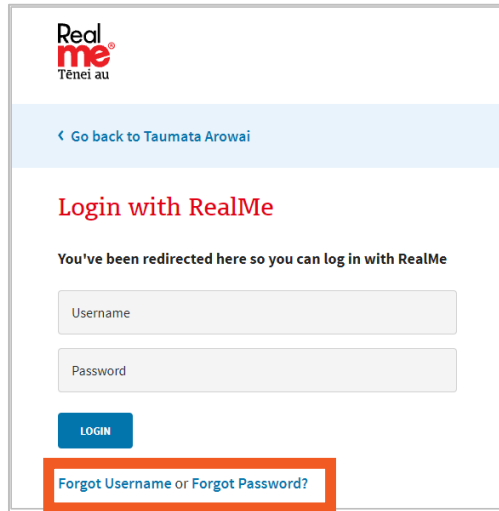 Real
me®
Tēnei au
‹ Go back to Taumata Arowai
Login with RealMe
You've been redirected here so you can log in with RealMe
Username
Password
LOGIN
Forgot Username or Forgot Password?